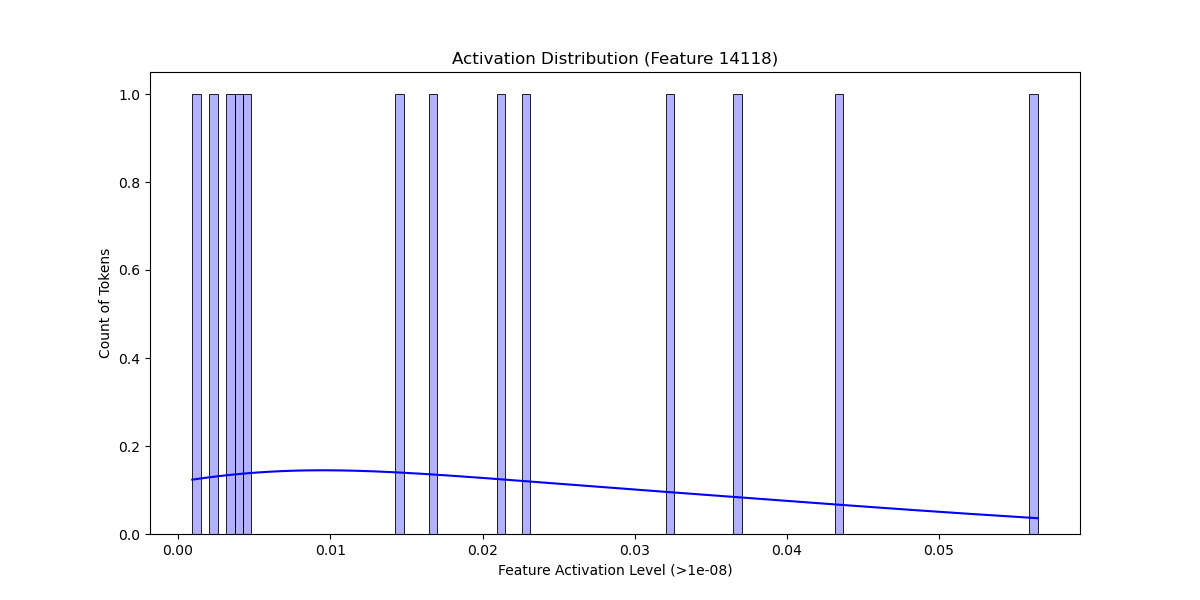 Activation Distribution (Feature 14118)
1.0
0.8
0.6
0.4
0.2
0.0
Count of Tokens
0.00 0.01 0.02 0.03 0.04 0.05
Feature Activation Level (>1e-08)